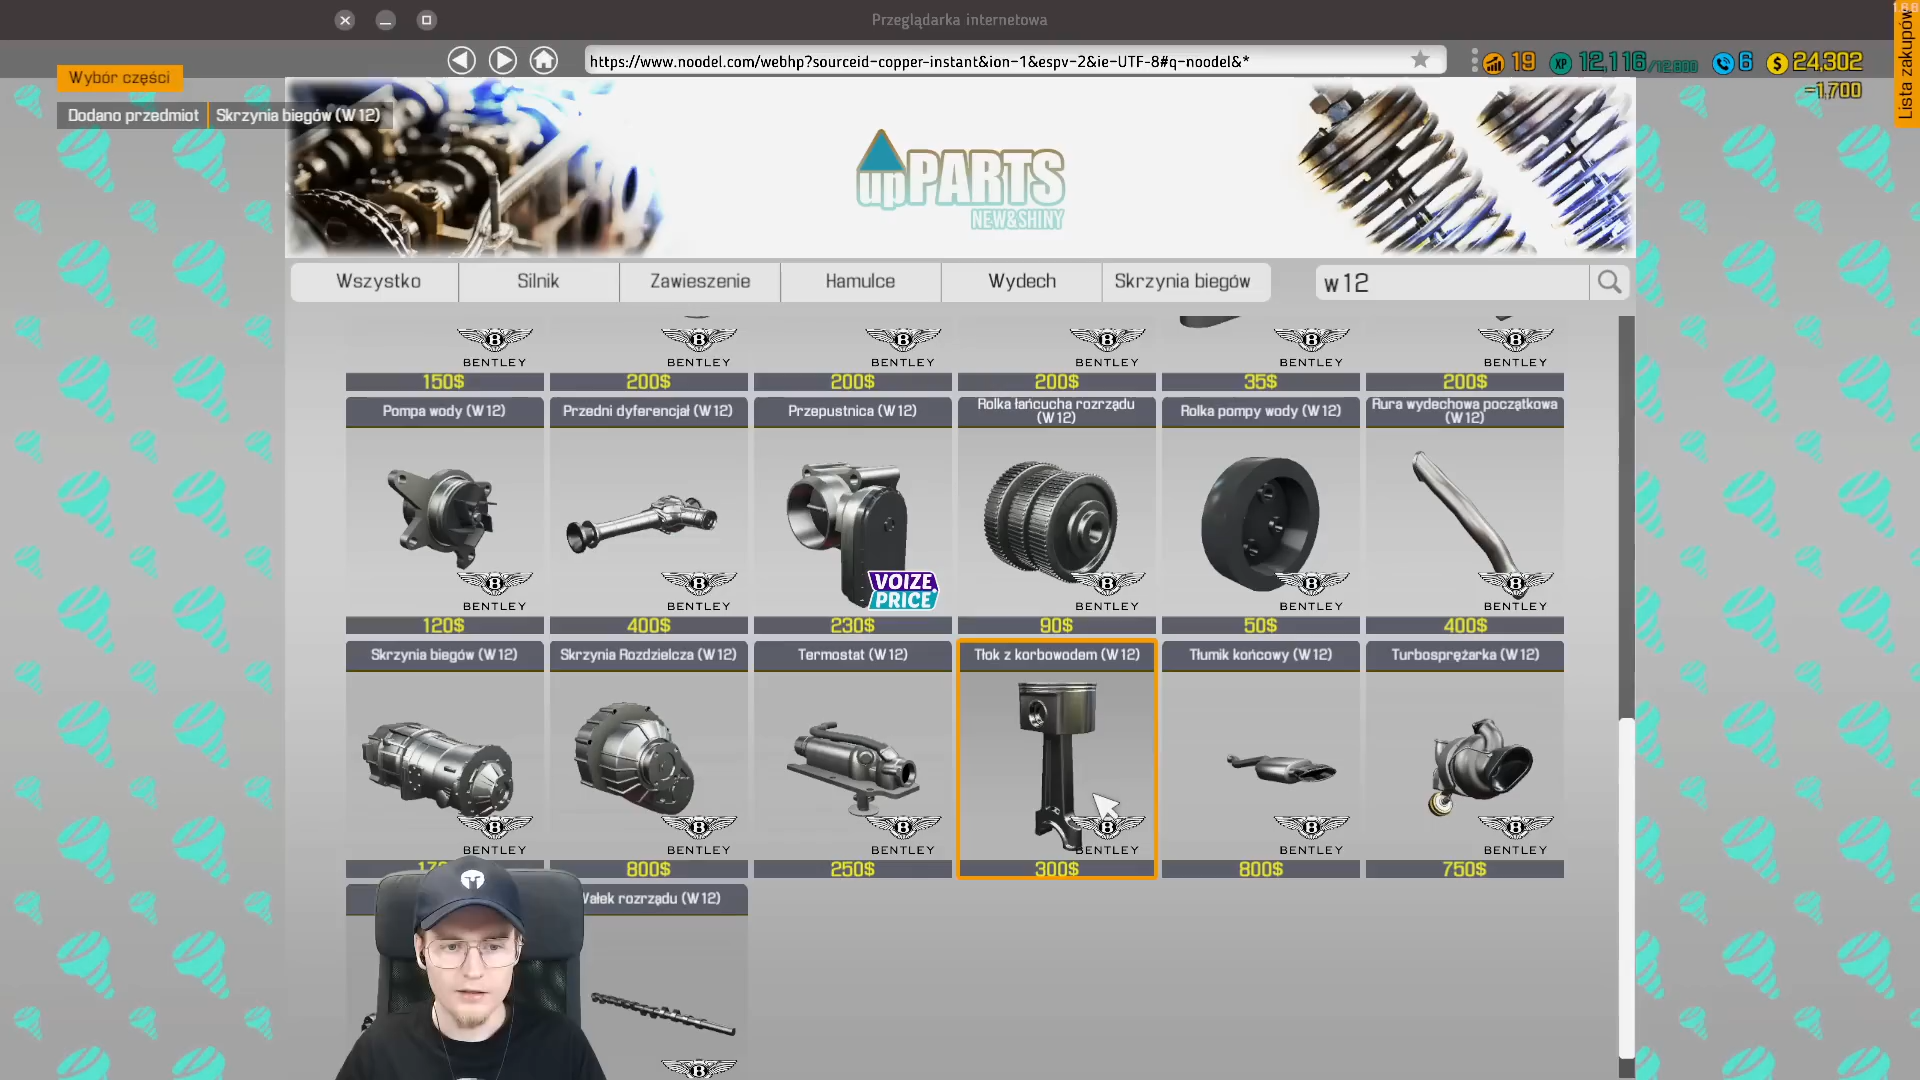 Przeglądarka internetowa
https://www.noodel.com/webhp?sourceid-copper-instant&ion-1&espv-2&ie-UTF-8#q-noodel&*
19
XP 12,116/12,800
6
$ 24,302
-1,700
Lista zakupów
Wybór części
Dodano przedmiot
Skrzynia biegów (W12)
upPARTS
NEW&SHINY
Wszystko
Silnik
Zawieszenie
Hamulce
Wydech
Skrzynia biegów
w12
BENTLEY BENTLEY BENTLEY BENTLEY BENTLEY BENTLEY
150$ 200$ 200$ 200$ 35$ 200$
Pompa wody (W12)
Przedni dyferencjał (W12)
Przepustnica (W12)
Rolka łańcucha rozrządu
(W12)
Rolka pompy wody (W12)
Rura wydechowa początkowa
(W12)
VOIZE
PRICE
BENTLEY BENTLEY BENTLEY BENTLEY BENTLEY
120$ 400$ 230$ 90$ 50$ 400$
Skrzynia biegów (W12)
Skrzynia Rozdzielcza (W12)
Termostat (W12)
Tłok z korbowodem (W12)
Tłumik końcowy (W12)
Turbosprężarka (W12)
BENTLEY BENTLEY BENTLEY BENTLEY BENTLEY BENTLEY
800$ 250$ 300$ 800$ 750$
Wałek rozrządu (W12)